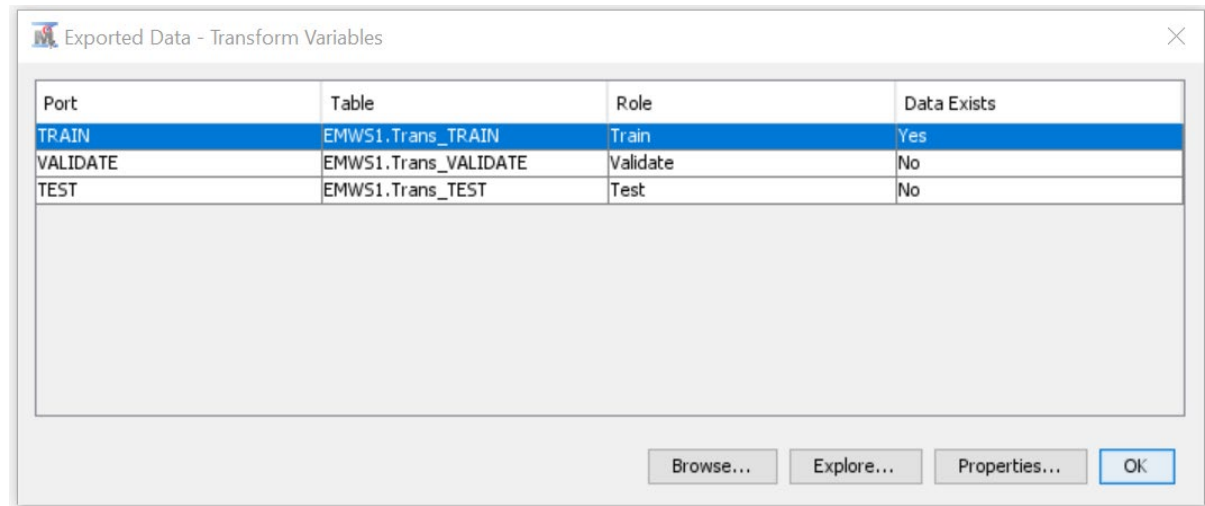 Exported Data - Transform Variables
Port Table Role Data Exists
TRAIN EMWS1.Trans_TRAIN Train Yes
VALIDATE EMWS1.Trans_VALIDATE Validate No
TEST EMWS1.Trans_TEST Test No
Browse... Explore... Properties... OK